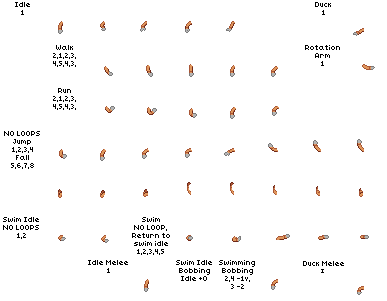 Idle
1
Duck
1
Walk
2,1,2,3,
4,5,4,3,
Rotation
Arm
1
Run
2,1,2,3,
4,5,4,3,
NO LOOPS
Jump
1,2,3,4
Fall
5,6,7,8
Swim Idle
NO LOOPS
1,2
Swim
NO LOOP,
Return to
swim idle
1,2,3,4,5
Idle Melee
1
Swim Idle
Bobbing
Idle +0
Swimming
Bobbing
2,4 -1v,
3 -2
Duck Melee
1